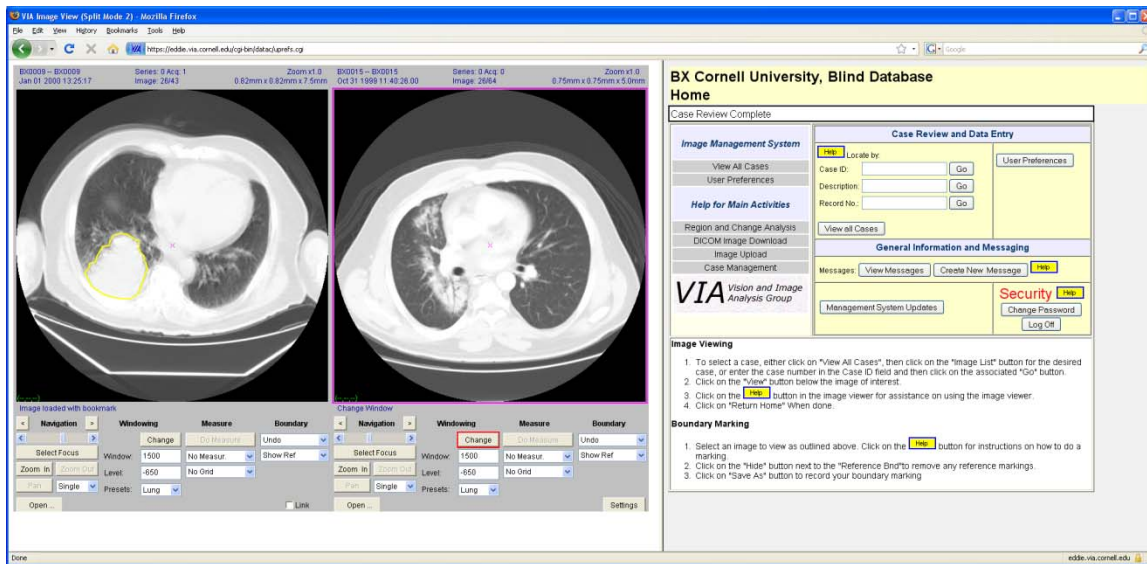 VIA Image View (Split Mode 2) - Mozilla Firefox
File Edit View History Bookmarks Tools Help
https://eddie.via.cornell.edu/cgi-bin/datac/uprefs.cgi
Google
BX0009 -- BX0009 Series: 0 Acq: 1 Zoom x1.0
Jan 01 2000 13:25:17 Image: 26/43 0.82mm x 0.82mm x 7.5mm
BX0015 -- BX0015 Series: 0 Acq: 0 Zoom x1.0
Oct 31 1999 11:40:26.00 Image: 26/64 0.75mm x 0.75mm x 5.0mm
Image loaded with bookmark
< Navigation > Windowing Measure Boundary
< > Change Do Measure Undo
Select Focus Window: 1500 No Measur. Show Ref
Zoom In Zoom Out Level: -650 No Grid
Pan Single Presets: Lung
Open ... Link
Change Window
< Navigation > Windowing Measure Boundary
< > Change Do Measure Undo
Select Focus Window: 1500 No Measur. Show Ref
Zoom In Zoom Out Level: -650 No Grid
Pan Single Presets: Lung
Open ... Settings
BX Cornell University, Blind Database
Home
Case Review Complete
Image Management System
View All Cases
User Preferences
Help for Main Activities
Region and Change Analysis
DICOM Image Download
Image Upload
Case Management
VIA Vision and Image
Analysis Group
Case Review and Data Entry
Help Locate by:
Case ID: Go
Description: Go
Record No.: Go
View all Cases
User Preferences
General Information and Messaging
Messages: View Messages Create New Message Help
Management System Updates
Security Help
Change Password
Log Off
Image Viewing
1. To select a case, either click on "View All Cases", then click on the "Image List" button for the desired
case, or enter the case number in the Case ID field and then click on the associated "Go" button.
2. Click on the "View" button below the image of interest.
3. Click on the Help button in the image viewer for assistance on using the image viewer.
4. Click on "Return Home" When done.
Boundary Marking
1. Select an image to view as outlined above. Click on the Help button for instructions on how to do a
marking.
2. Click on the "Hide" button next to the "Reference Bnd"to remove any reference markings.
3. Click on "Save As" button to record your boundary marking
Done
eddie.via.cornell.edu